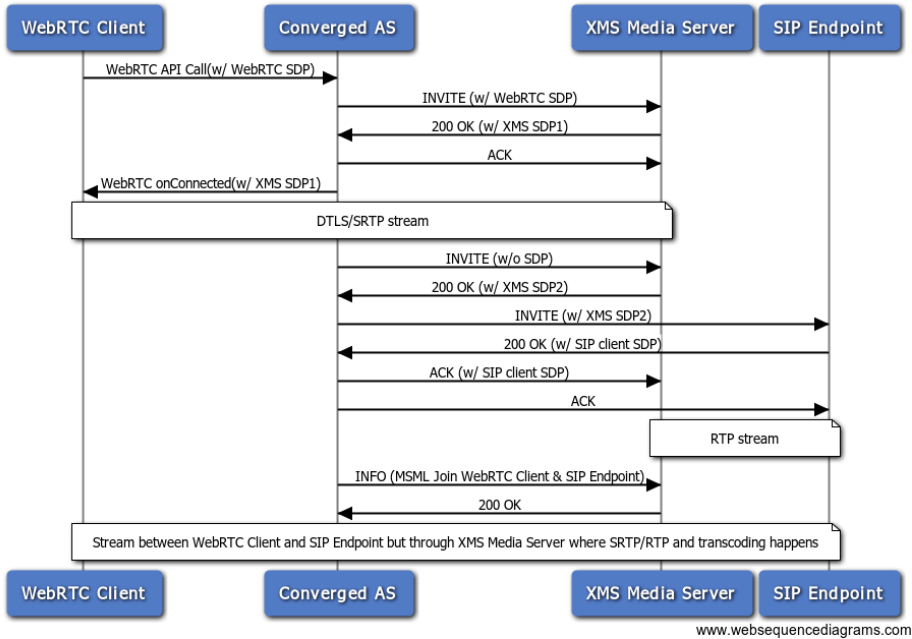 WebRTC Client
Converged AS
XMS Media Server
SIP Endpoint
WebRTC API Call(w/ WebRTC SDP)
INVITE (w/ WebRTC SDP)
200 OK (w/ XMS SDP1)
ACK
WebRTC onConnected(w/ XMS SDP1)
DTLS/SRTP stream
INVITE (w/o SDP)
200 OK (w/ XMS SDP2)
INVITE (w/ XMS SDP2)
200 OK (w/ SIP client SDP)
ACK (w/ SIP client SDP)
ACK
RTP stream
INFO (MSML Join WebRTC Client & SIP Endpoint)
200 OK
Stream between WebRTC Client and SIP Endpoint but through XMS Media Server where SRTP/RTP and transcoding happens
WebRTC Client
Converged AS
XMS Media Server
SIP Endpoint
www.websequencediagrams.com